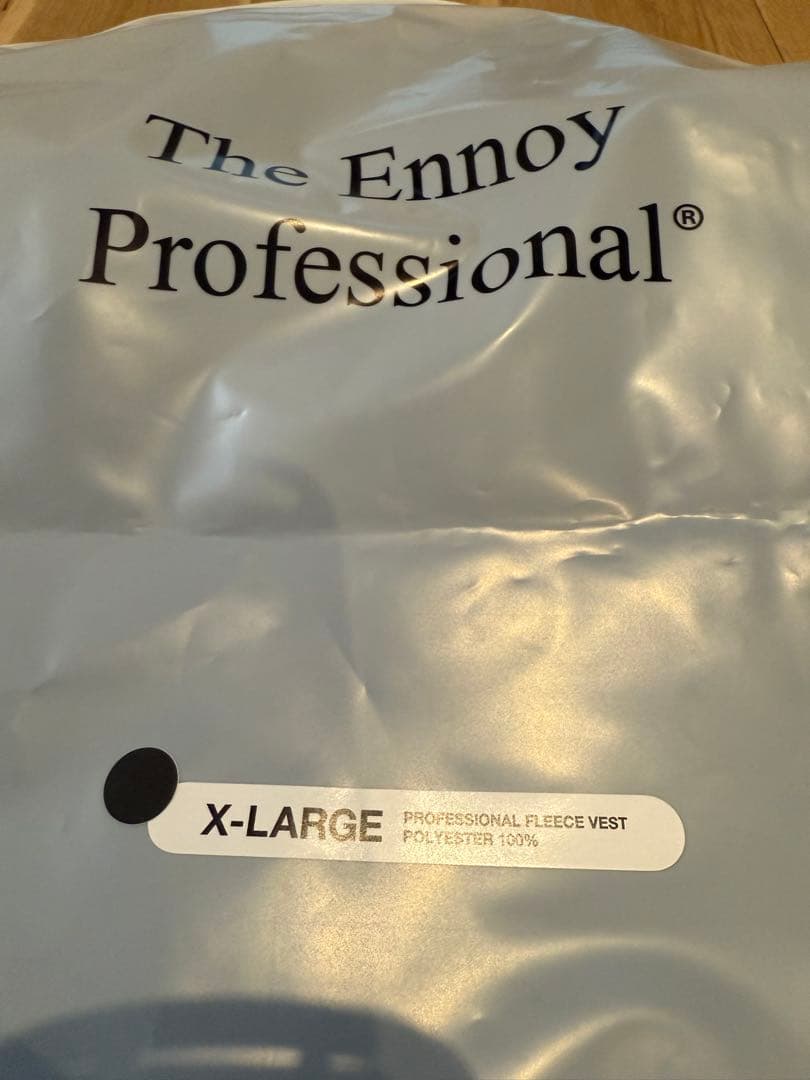 The Ennoy
Professional®
X-LARGE
PROFESSIONAL FLEECE VEST
POLYESTER 100%